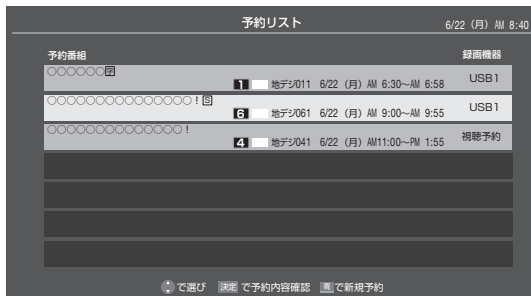 予約リスト
6/22（月）AM 8:40
予約番組 録画機器
○○○○○○字
1 地デジ011 6/22（月）AM 6:30～AM 6:58 USB1
○○○○○○○○○○○○○○○！S
6 地デジ061 6/22（月）AM 9:00～AM 9:55 USB1
○○○○○○○○○○○○○○！
4 地デジ041 6/22（月）AM11:00～PM 1:55 視聴予約
で選び 決定 で予約内容確認 青 で新規予約